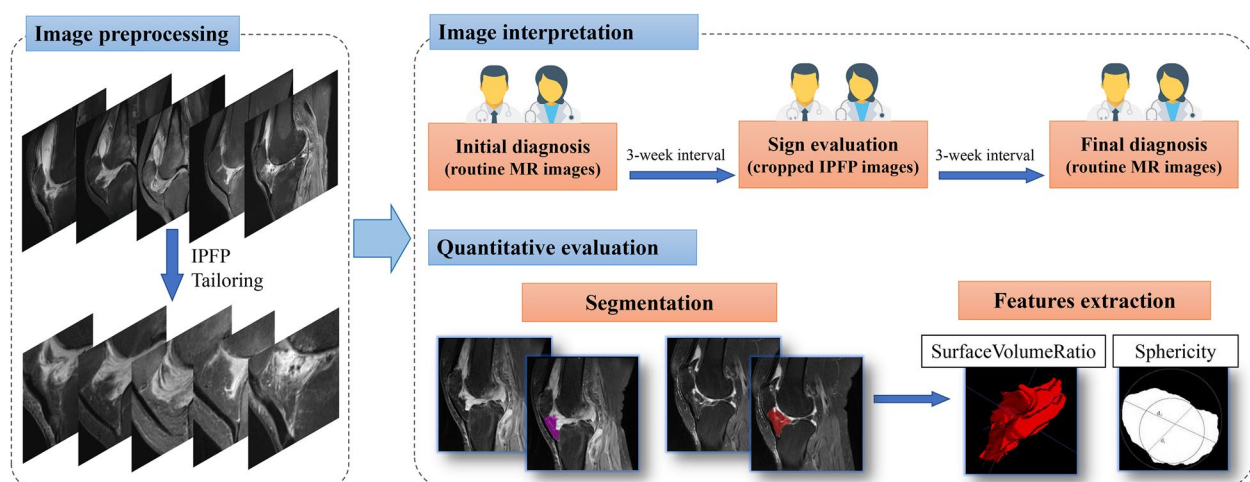 Image preprocessing
IPFP
Tailoring
Image interpretation
Initial diagnosis
(routine MR images)
3-week interval
Sign evaluation
(cropped IPFP images)
3-week interval
Final diagnosis
(routine MR images)
Quantitative evaluation
Segmentation
Features extraction
SurfaceVolumeRatio
Sphericity